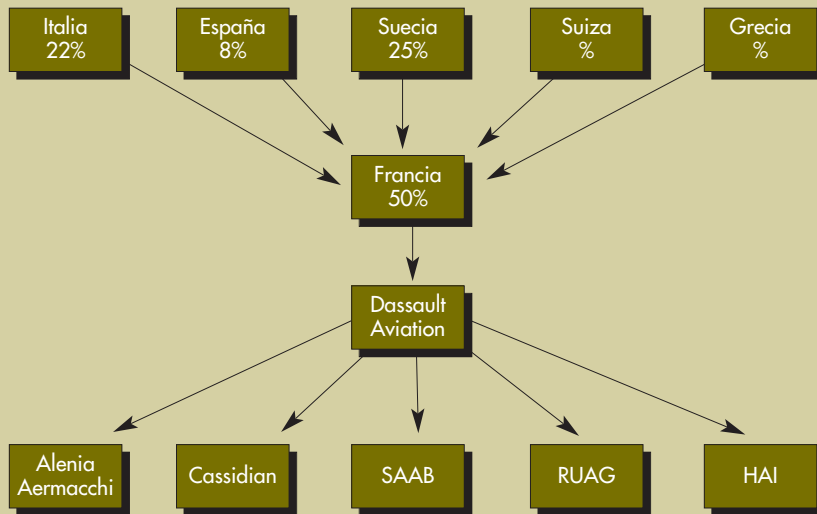 Italia
22%
España
8%
Suecia
25%
Suiza
%
Grecia
%
Francia
50%
Dassault
Aviation
Alenia
Aermacchi
Cassidian
SAAB
RUAG
HAI